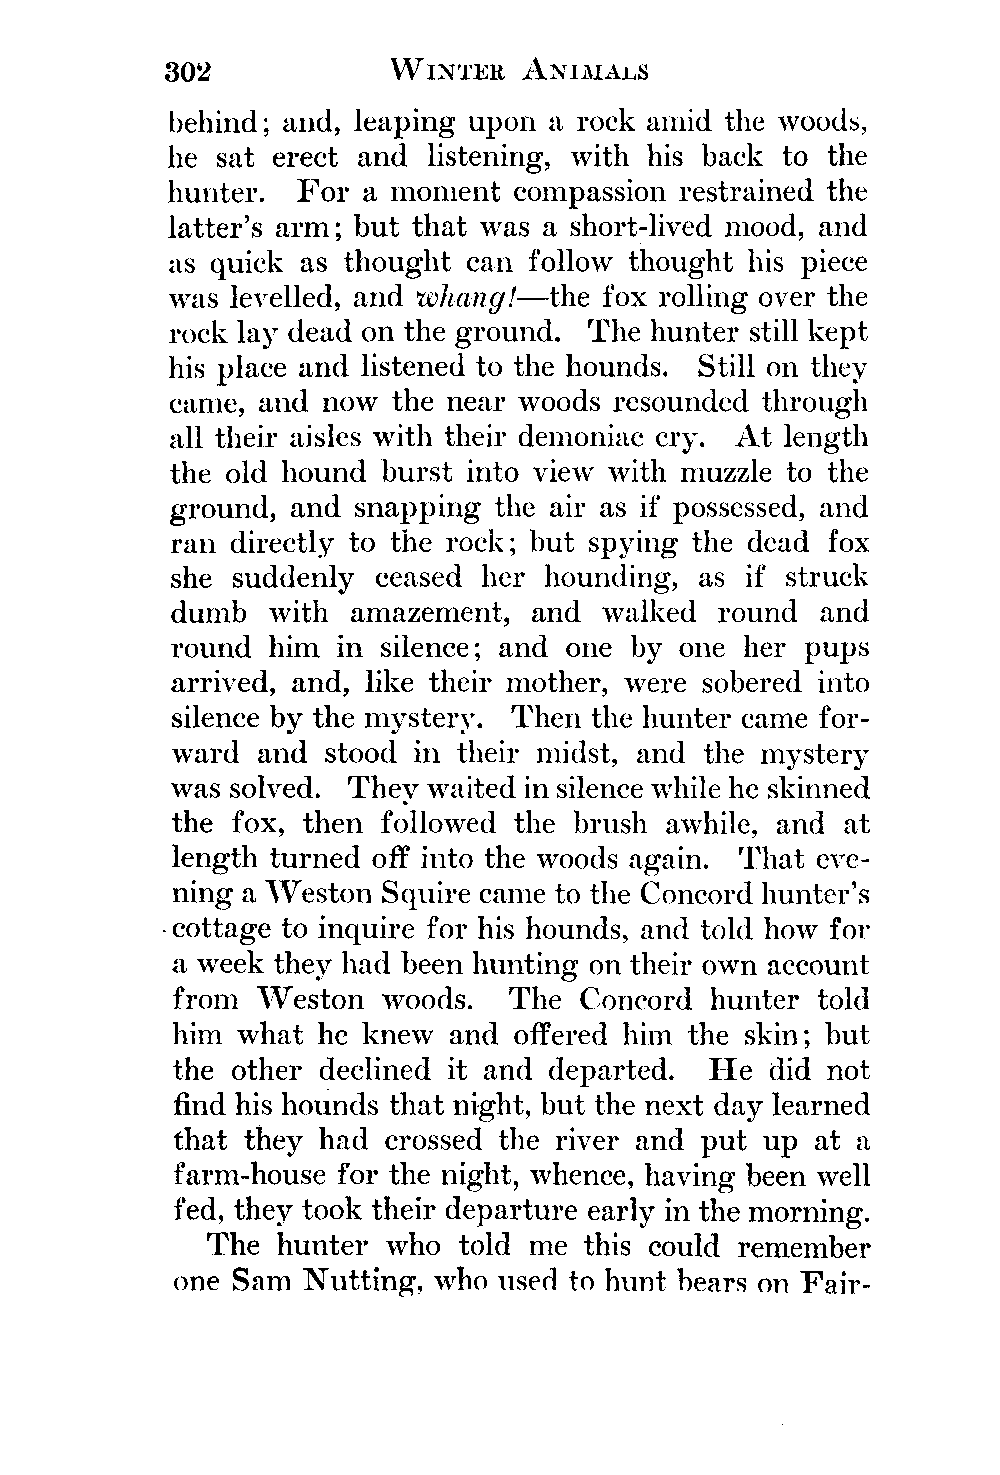 302 WINTER ANIMALS
behind; and, leaping upon a rock amid the woods,
he sat erect and listening, with his back to the
hunter. For a moment compassion restrained the
latter's arm; but that was a short-lived mood, and
as quick as thought can follow thought his piece
was levelled, and whang!—the fox rolling over the
rock lay dead on the ground. The hunter still kept
his place and listened to the hounds. Still on they
came, and now the near woods resounded through
all their aisles with their demoniac cry. At length
the old hound burst into view with muzzle to the
ground, and snapping the air as if possessed, and
ran directly to the rock; but spying the dead fox
she suddenly ceased her hounding, as if struck
dumb with amazement, and walked round and
round him in silence; and one by one her pups
arrived, and, like their mother, were sobered into
silence by the mystery. Then the hunter came for-
ward and stood in their midst, and the mystery
was solved. They waited in silence while he skinned
the fox, then followed the brush awhile, and at
length turned off into the woods again. That eve-
ning a Weston Squire came to the Concord hunter's
cottage to inquire for his hounds, and told how for
a week they had been hunting on their own account
from Weston woods. The Concord hunter told
him what he knew and offered him the skin; but
the other declined it and departed. He did not
find his hounds that night, but the next day learned
that they had crossed the river and put up at a
farm-house for the night, whence, having been well
fed, they took their departure early in the morning.
The hunter who told me this could remember
one Sam Nutting, who used to hunt bears on Fair-